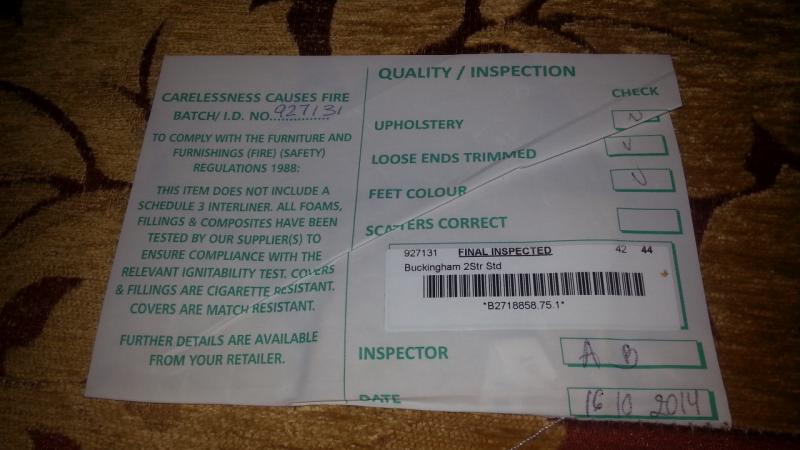 CARELESSNESS CAUSES FIRE
BATCH/ I.D. NO. 927131
TO COMPLY WITH THE FURNITURE AND
FURNISHINGS (FIRE) (SAFETY)
REGULATIONS 1988:
THIS ITEM DOES NOT INCLUDE A
SCHEDULE 3 INTERLINER. ALL FOAMS,
FILLINGS & COMPOSITES HAVE BEEN
TESTED BY OUR SUPPLIER(S) TO
ENSURE COMPLIANCE WITH THE
RELEVANT IGNITABILITY TEST. COVERS
& FILLINGS ARE CIGARETTE RESISTANT.
COVERS ARE MATCH RESISTANT.
FURTHER DETAILS ARE AVAILABLE
FROM YOUR RETAILER.
QUALITY / INSPECTION
CHECK
UPHOLSTERY
LOOSE ENDS TRIMMED
FEET COLOUR
SCATTERS CORRECT
927131 FINAL INSPECTED 42 44
Buckingham 2Str Std
*B2718858.75.1*
INSPECTOR A B
DATE 16 10 2014